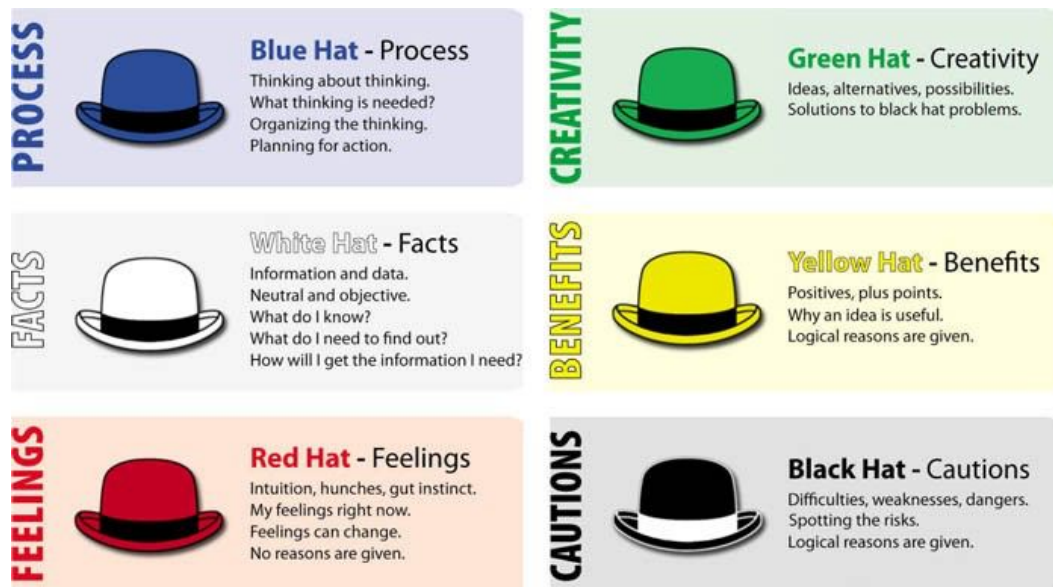 PROCESS
Blue Hat - Process
Thinking about thinking.
What thinking is needed?
Organizing the thinking.
Planning for action.
CREATIVITY
Green Hat - Creativity
Ideas, alternatives, possibilities.
Solutions to black hat problems.
FACTS
White Hat - Facts
Information and data.
Neutral and objective.
What do I know?
What do I need to find out?
How will I get the information I need?
BENEFITS
Yellow Hat - Benefits
Positives, plus points.
Why an idea is useful.
Logical reasons are given.
FEELINGS
Red Hat - Feelings
Intuition, hunches, gut instinct.
My feelings right now.
Feelings can change.
No reasons are given.
CAUTIONS
Black Hat - Cautions
Difficulties, weaknesses, dangers.
Spotting the risks.
Logical reasons are given.